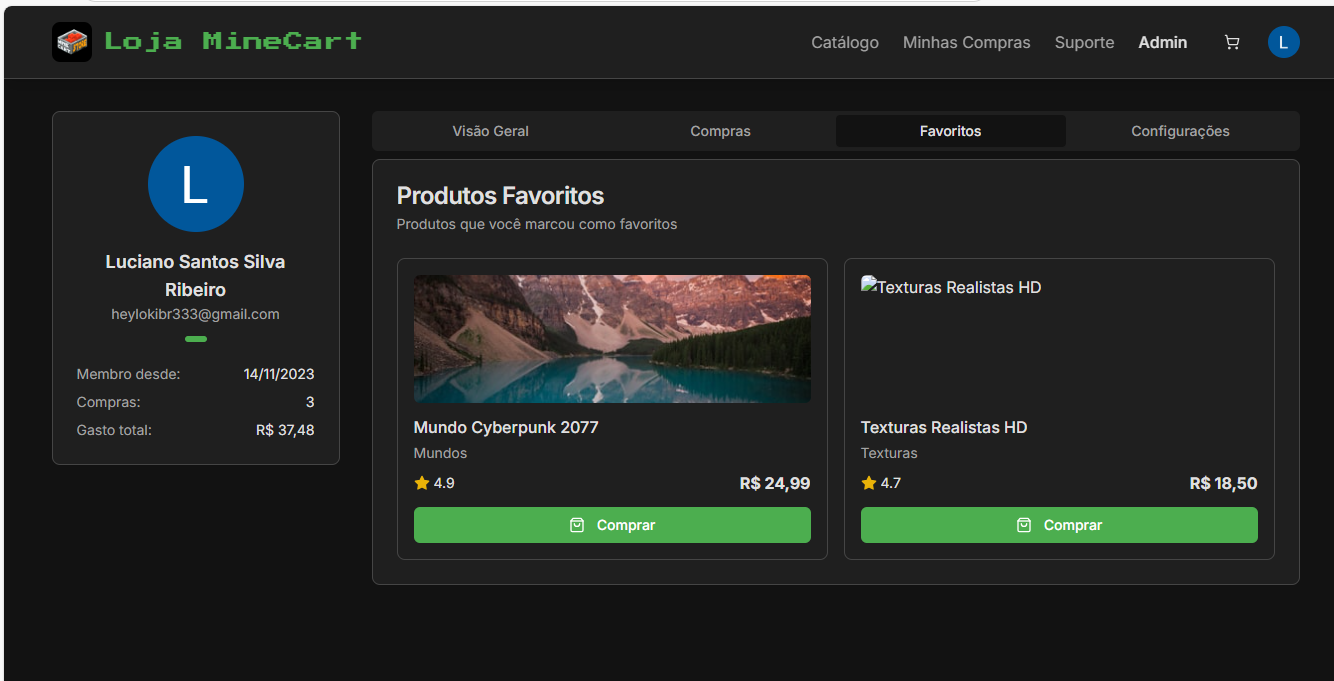 Loja MineCart
Catálogo
Minhas Compras
Suporte
Admin
L
L
Luciano Santos Silva
Ribeiro
heylokibr333@gmail.com
Membro desde: 14/11/2023
Compras: 3
Gasto total: R$ 37,48
Visão Geral
Compras
Favoritos
Configurações
Produtos Favoritos
Produtos que você marcou como favoritos
Mundo Cyberpunk 2077
Mundos
4.9 R$ 24,99
Comprar
Texturas Realistas HD
Texturas Realistas HD
Texturas
4.7 R$ 18,50
Comprar